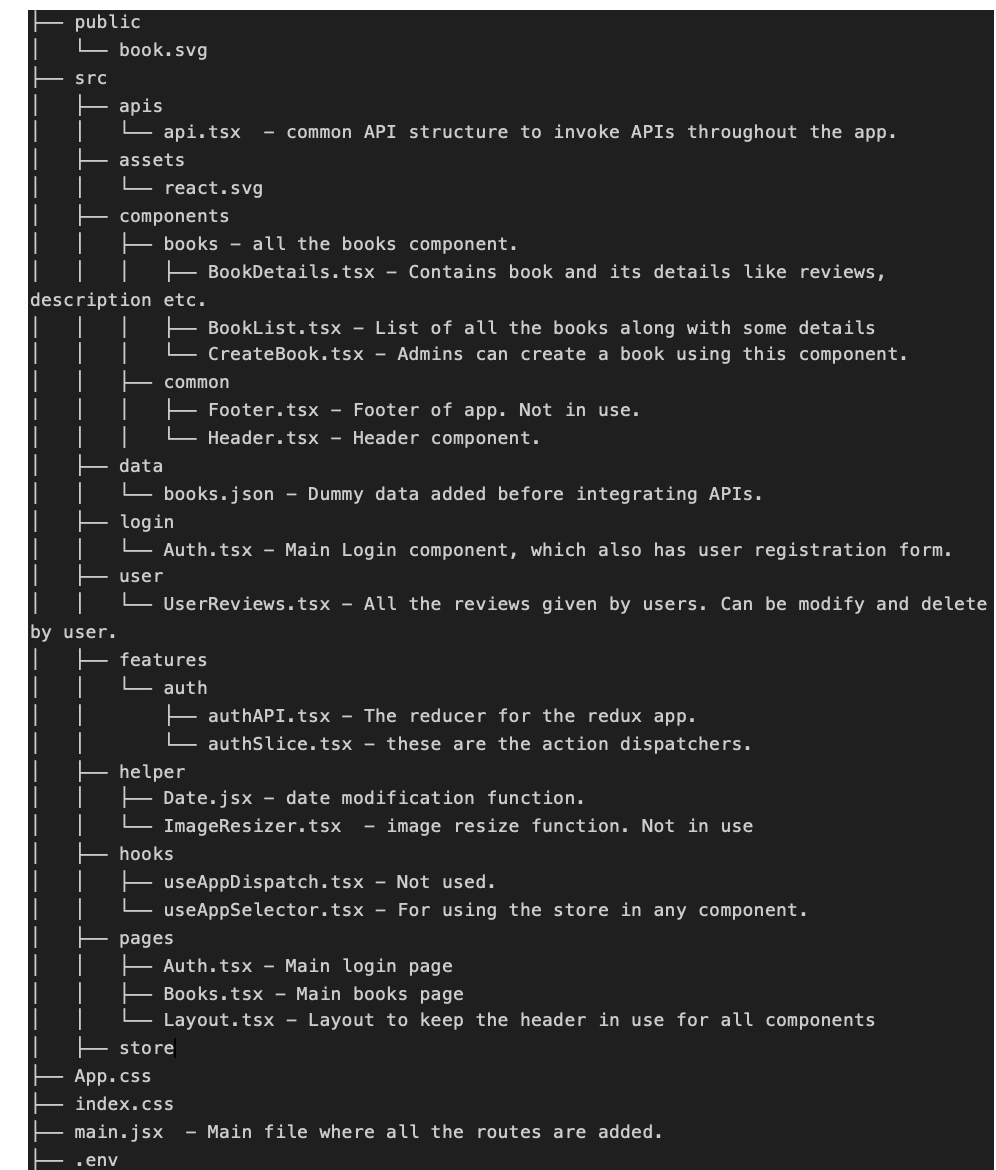 ├── public
│   └── book.svg
├── src
│   ├── apis
│   │   └── api.tsx  – common API structure to invoke APIs throughout the app.
│   ├── assets
│   │   └── react.svg
│   ├── components
│   │   ├── books – all the books component.
│   │   │   ├── BookDetails.tsx – Contains book and its details like reviews,
description etc.
│   │   │   ├── BookList.tsx – List of all the books along with some details
│   │   │   └── CreateBook.tsx – Admins can create a book using this component.
│   │   ├── common
│   │   │   ├── Footer.tsx – Footer of app. Not in use.
│   │   │   └── Header.tsx – Header component.
│   ├── data
│   │   └── books.json – Dummy data added before integrating APIs.
│   ├── login
│   │   └── Auth.tsx – Main Login component, which also has user registration form.
│   ├── user
│   │   └── UserReviews.tsx – All the reviews given by users. Can be modify and delete
by user.
│   ├── features
│   │   └── auth
│   │       ├── authAPI.tsx – The reducer for the redux app.
│   │       └── authSlice.tsx – these are the action dispatchers.
│   ├── helper
│   │   ├── Date.jsx – date modification function.
│   │   └── ImageResizer.tsx  – image resize function. Not in use
│   ├── hooks
│   │   ├── useAppDispatch.tsx – Not used.
│   │   └── useAppSelector.tsx – For using the store in any component.
│   ├── pages
│   │   ├── Auth.tsx – Main login page
│   │   ├── Books.tsx – Main books page
│   │   └── Layout.tsx – Layout to keep the header in use for all components
│   ├── store
├── App.css
├── index.css
├── main.jsx  – Main file where all the routes are added.
├── .env